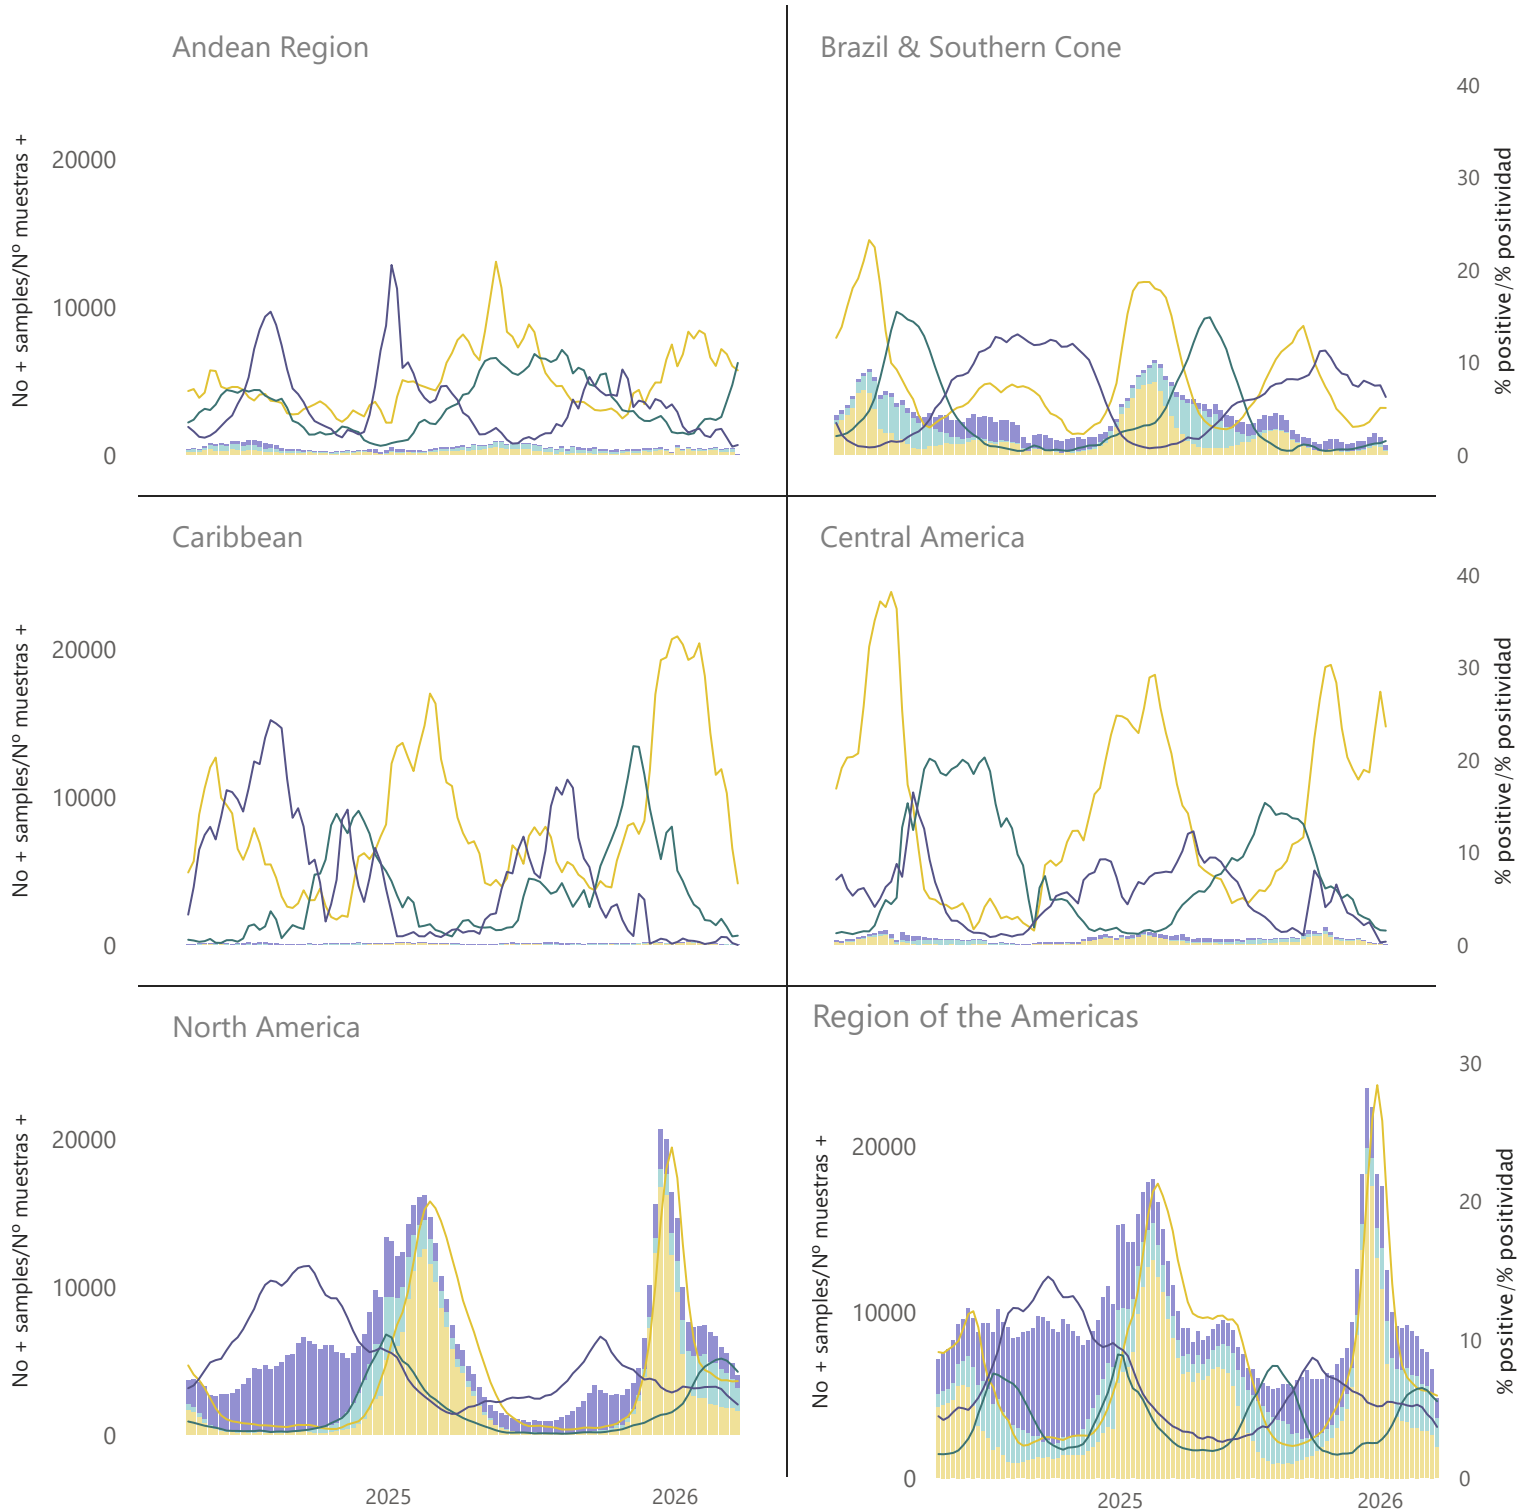 Andean Region
Brazil & Southern Cone
No + samples/Nº muestras +
20000
10000
0
40
30
20
10
0
% positive/% positividad
Caribbean
Central America
No + samples/Nº muestras +
20000
10000
0
40
30
20
10
0
% positive/% positividad
North America
Region of the Americas
No + samples/Nº muestras +
20000
10000
0
2025
2026
No + samples/Nº muestras +
20000
10000
0
30
20
10
0
% positive/% positividad
2025
2026